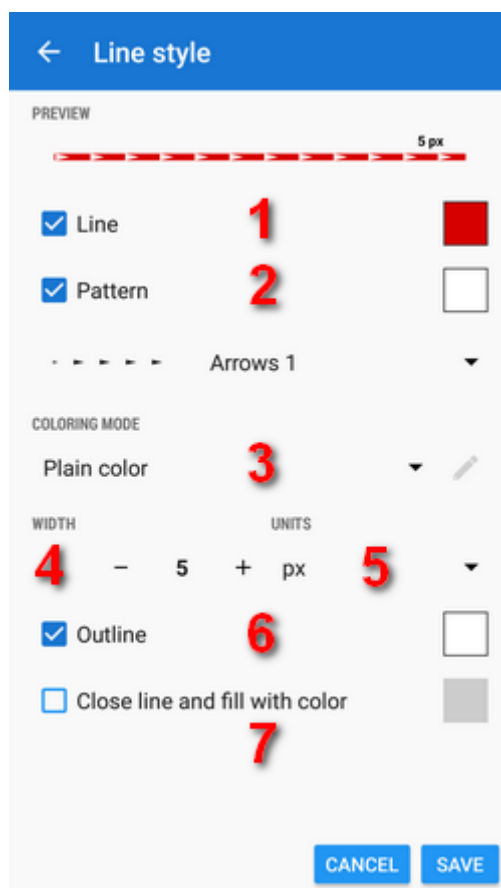 Line style
PREVIEW
5 px
Line 1
Pattern 2
Arrows 1
COLORING MODE
Plain color 3
WIDTH UNITS
4 − 5 + px 5
Outline 6
Close line and fill with color
7
CANCEL SAVE